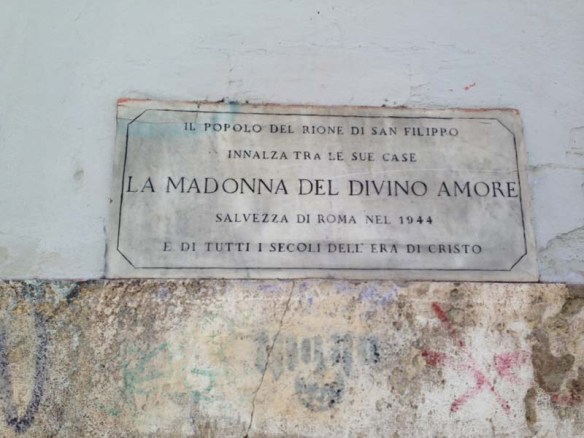 IL POPOLO DEL RIONE DI SAN FILIPPO
INNALZA TRA LE SUE CASE
LA MADONNA DEL DIVINO AMORE
SALVEZZA DI ROMA NEL 1944
E DI TUTTI I SECOLI DELL' ERA DI CRISTO